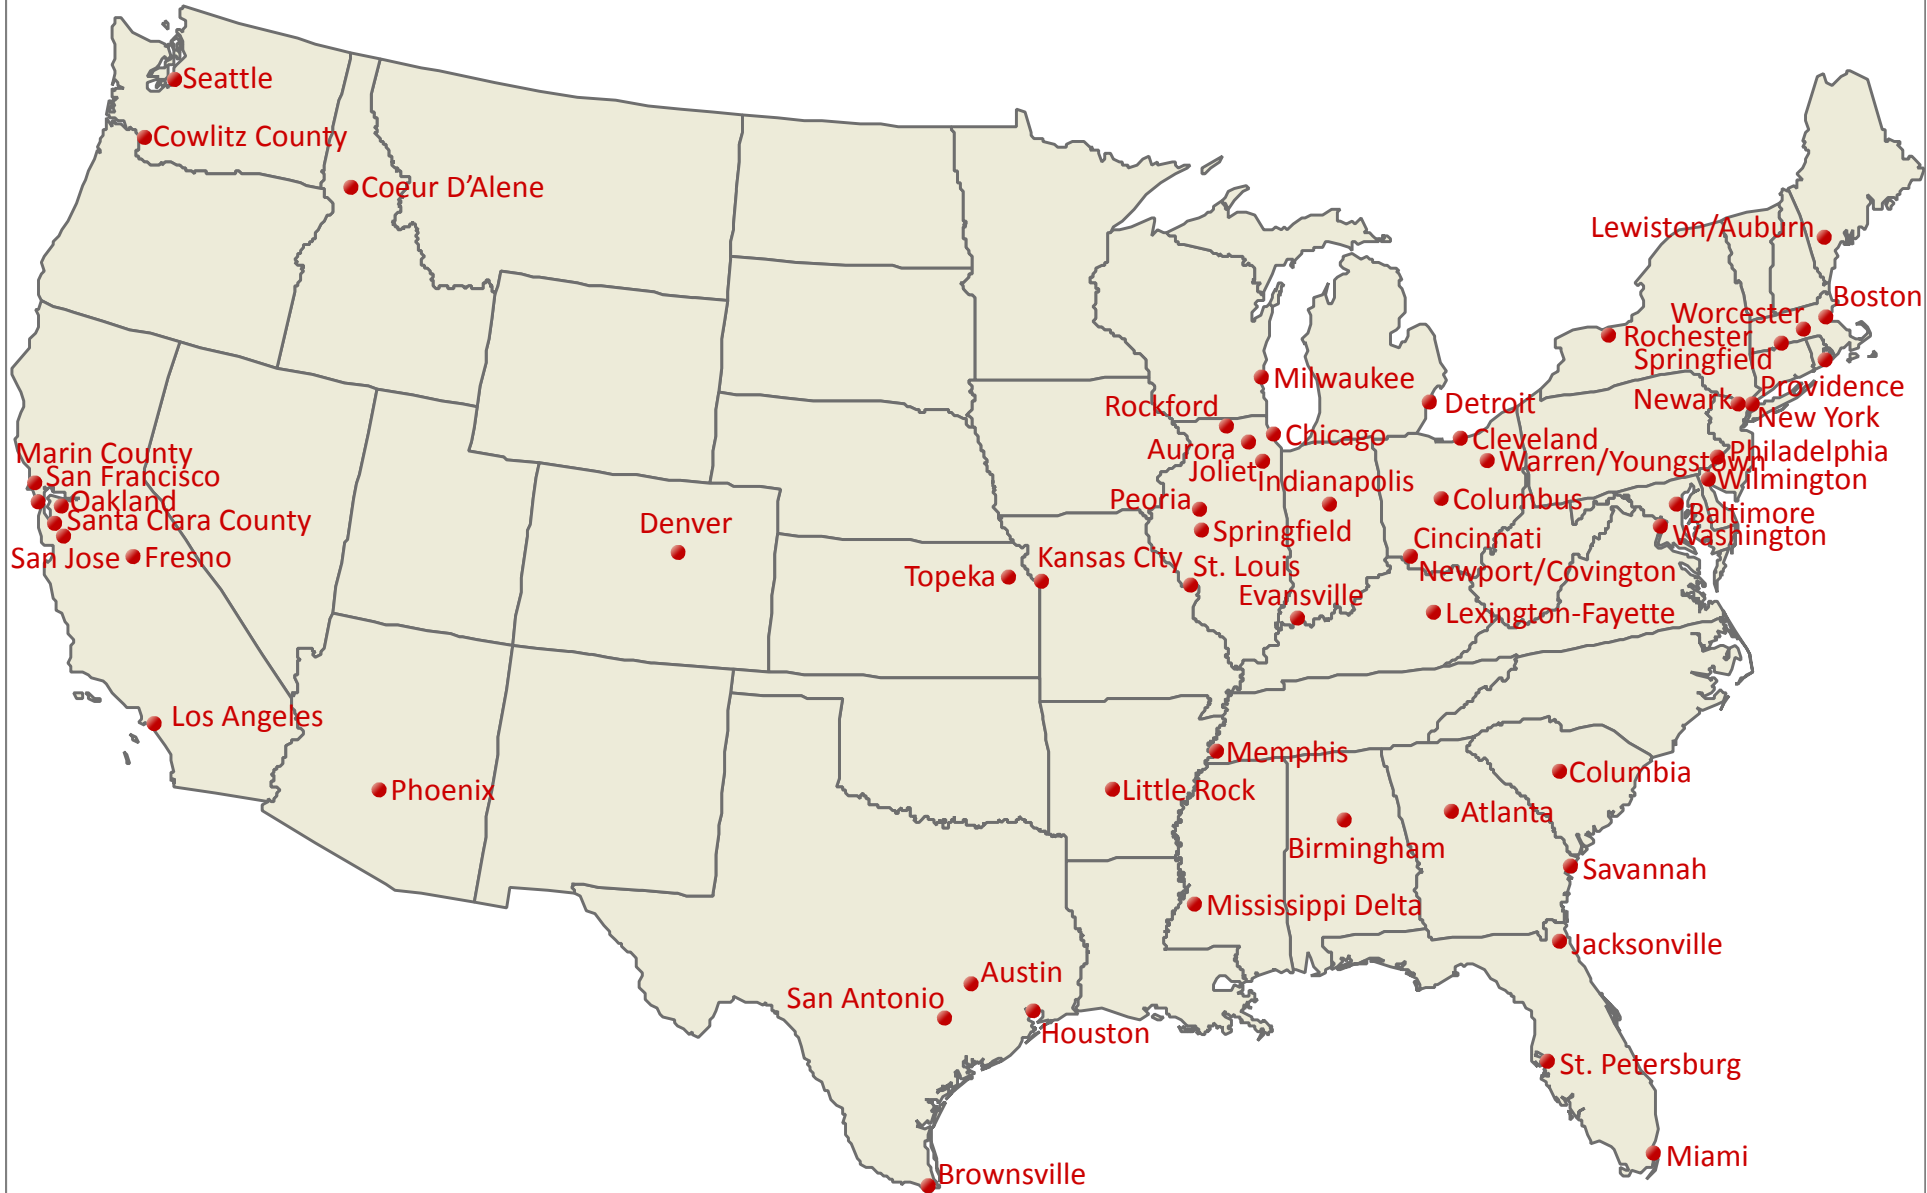 Seattle
Cowlitz County
Coeur D’Alene
Lewiston/Auburn
Boston
Worcester
Rochester
Springfield
Milwaukee
Providence
Detroit
Newark
New York
Rockford
Chicago
Cleveland
Aurora
Philadelphia
Marin County
Warren/Youngstown
Joliet
San Francisco
Indianapolis
Wilmington
Oakland
Peoria
Columbus
Baltimore
Santa Clara County
Denver
Springfield
Washington
Cincinnati
San Jose
Fresno
Kansas City
St. Louis
Newport/Covington
Topeka
Evansville
Lexington-Fayette
Los Angeles
Memphis
Columbia
Phoenix
Little Rock
Atlanta
Birmingham
Savannah
Mississippi Delta
Jacksonville
Austin
San Antonio
Houston
St. Petersburg
Miami
Brownsville